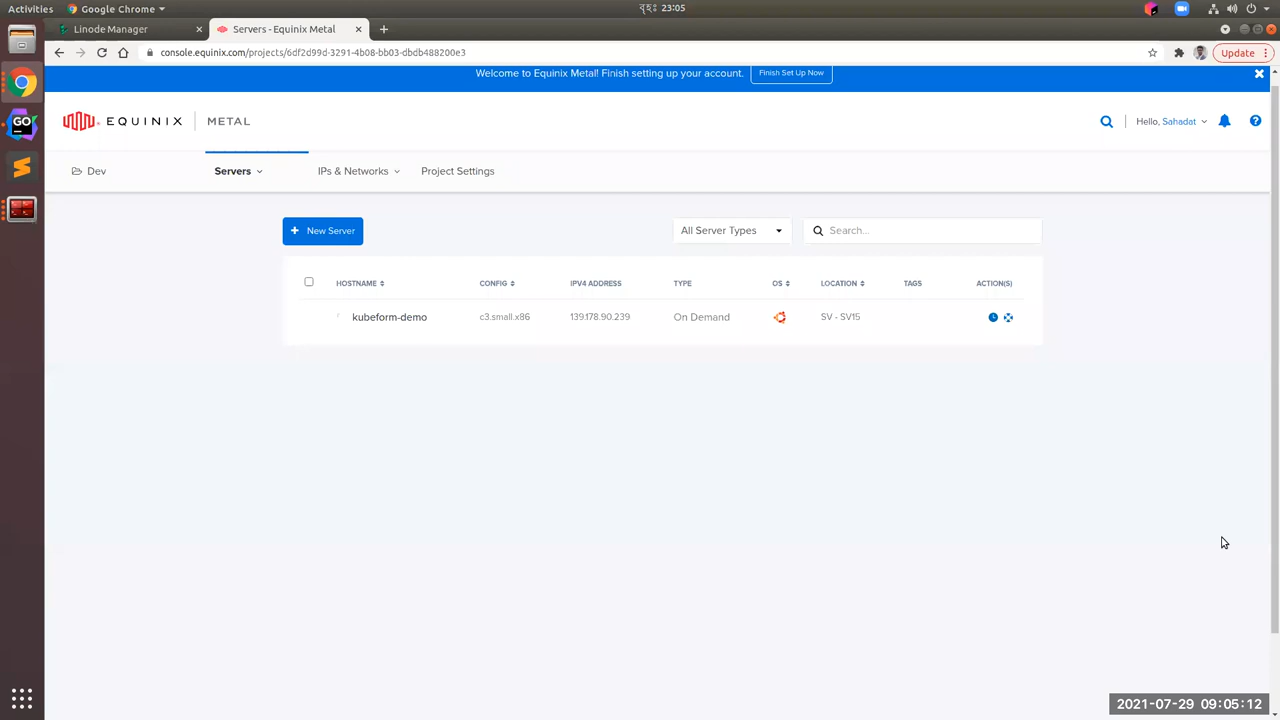 Activities Google Chrome বৃহঃ 23:05
Linode Manager Servers - Equinix Metal
console.equinix.com/projects/6df2d99d-3291-4b08-bb03-dbdb488200e3 Update
Welcome to Equinix Metal! Finish setting up your account. Finish Set Up Now
EQUINIX METAL Hello, Sahadat
Dev Servers IPs & Networks Project Settings
+ New Server All Server Types Search...
HOSTNAME CONFIG IPV4 ADDRESS TYPE OS LOCATION TAGS ACTION(S)
kubeform-demo c3.small.x86 139.178.90.239 On Demand SV - SV15
GO
2021-07-29 09:05:12